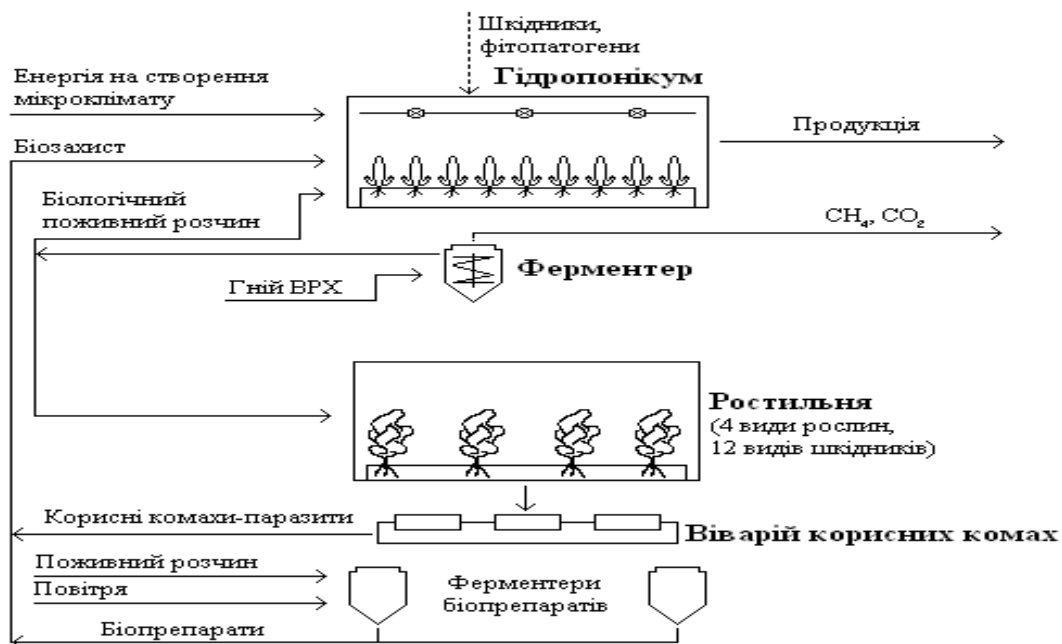 Шкідники,
фітопатогени
Гідропонікум
Енергія на створення
мікроклімату
Біозахист
Продукція
Біологічний
поживний розчин
CH₄, CO₂
Ферментер
Гній ВРХ
Ростильня
(4 види рослин,
12 видів шкідників)
Корисні комахи-паразити
Віварій корисних комах
Поживний розчин
Повітря
Ферментери
біопрепаратів
Біопрепарати